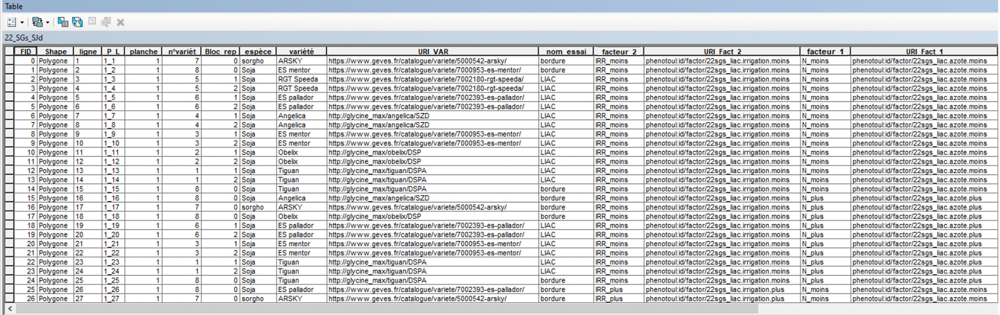 Table
22_SGs_SJd
FID Shape ligne P_L planche n°variét Bloc_rep espèce variété URI_VAR nom_essai facteur_2 URI_Fact_2 facteur_1 URI_Fact_1
0 Polygone 1 1_1 1 7 0 sorgho ARSKY https://www.geves.fr/catalogue/variete/5000542-arsky/ bordure IRR_moins phenotoul:id/factor/22sgs_liac.irrigation.moins N_moins phenotoul:id/factor/22sgs_liac.azote.moins
1 Polygone 2 1_2 1 8 0 Soja ES mentor https://www.geves.fr/catalogue/variete/7000953-es-mentor/ bordure IRR_moins phenotoul:id/factor/22sgs_liac.irrigation.moins N_moins phenotoul:id/factor/22sgs_liac.azote.moins
2 Polygone 3 1_3 1 5 1 Soja RGT Speeda https://www.geves.fr/catalogue/variete/7002180-rgt-speeda/ LIAC IRR_moins phenotoul:id/factor/22sgs_liac.irrigation.moins N_moins phenotoul:id/factor/22sgs_liac.azote.moins
3 Polygone 4 1_4 1 5 2 Soja RGT Speeda https://www.geves.fr/catalogue/variete/7002180-rgt-speeda/ LIAC IRR_moins phenotoul:id/factor/22sgs_liac.irrigation.moins N_moins phenotoul:id/factor/22sgs_liac.azote.moins
4 Polygone 5 1_5 1 6 1 Soja ES pallador https://www.geves.fr/catalogue/variete/7002393-es-pallador/ LIAC IRR_moins phenotoul:id/factor/22sgs_liac.irrigation.moins N_moins phenotoul:id/factor/22sgs_liac.azote.moins
5 Polygone 6 1_6 1 6 2 Soja ES pallador https://www.geves.fr/catalogue/variete/7002393-es-pallador/ LIAC IRR_moins phenotoul:id/factor/22sgs_liac.irrigation.moins N_moins phenotoul:id/factor/22sgs_liac.azote.moins
6 Polygone 7 1_7 1 4 1 Soja Angelica http://glycine_max/angelica/SZD LIAC IRR_moins phenotoul:id/factor/22sgs_liac.irrigation.moins N_moins phenotoul:id/factor/22sgs_liac.azote.moins
7 Polygone 8 1_8 1 4 2 Soja Angelica http://glycine_max/angelica/SZD LIAC IRR_moins phenotoul:id/factor/22sgs_liac.irrigation.moins N_moins phenotoul:id/factor/22sgs_liac.azote.moins
8 Polygone 9 1_9 1 3 1 Soja ES mentor https://www.geves.fr/catalogue/variete/7000953-es-mentor/ LIAC IRR_moins phenotoul:id/factor/22sgs_liac.irrigation.moins N_moins phenotoul:id/factor/22sgs_liac.azote.moins
9 Polygone 10 1_10 1 3 2 Soja ES mentor https://www.geves.fr/catalogue/variete/7000953-es-mentor/ LIAC IRR_moins phenotoul:id/factor/22sgs_liac.irrigation.moins N_moins phenotoul:id/factor/22sgs_liac.azote.moins
10 Polygone 11 1_11 1 2 1 Soja Obelix http://glycine_max/obelix/DSP LIAC IRR_moins phenotoul:id/factor/22sgs_liac.irrigation.moins N_moins phenotoul:id/factor/22sgs_liac.azote.moins
11 Polygone 12 1_12 1 2 2 Soja Obelix http://glycine_max/obelix/DSP LIAC IRR_moins phenotoul:id/factor/22sgs_liac.irrigation.moins N_moins phenotoul:id/factor/22sgs_liac.azote.moins
12 Polygone 13 1_13 1 1 1 Soja Tiguan http://glycine_max/tiguan/DSPA LIAC IRR_moins phenotoul:id/factor/22sgs_liac.irrigation.moins N_moins phenotoul:id/factor/22sgs_liac.azote.moins
13 Polygone 14 1_14 1 1 2 Soja Tiguan http://glycine_max/tiguan/DSPA LIAC IRR_moins phenotoul:id/factor/22sgs_liac.irrigation.moins N_moins phenotoul:id/factor/22sgs_liac.azote.moins
14 Polygone 15 1_15 1 8 0 Soja Tiguan http://glycine_max/tiguan/DSPA bordure IRR_moins phenotoul:id/factor/22sgs_liac.irrigation.moins N_moins phenotoul:id/factor/22sgs_liac.azote.moins
15 Polygone 16 1_16 1 8 0 Soja Angelica http://glycine_max/angelica/SZD bordure IRR_moins phenotoul:id/factor/22sgs_liac.irrigation.moins N_plus phenotoul:id/factor/22sgs_liac.azote.plus
16 Polygone 17 1_17 1 7 0 sorgho ARSKY https://www.geves.fr/catalogue/variete/5000542-arsky/ bordure IRR_moins phenotoul:id/factor/22sgs_liac.irrigation.moins N_plus phenotoul:id/factor/22sgs_liac.azote.plus
17 Polygone 18 1_18 1 8 0 Soja Obelix http://glycine_max/obelix/DSP bordure IRR_moins phenotoul:id/factor/22sgs_liac.irrigation.moins N_plus phenotoul:id/factor/22sgs_liac.azote.plus
18 Polygone 19 1_19 1 6 1 Soja ES pallador https://www.geves.fr/catalogue/variete/7002393-es-pallador/ LIAC IRR_moins phenotoul:id/factor/22sgs_liac.irrigation.moins N_plus phenotoul:id/factor/22sgs_liac.azote.plus
19 Polygone 20 1_20 1 6 2 Soja ES pallador https://www.geves.fr/catalogue/variete/7002393-es-pallador/ LIAC IRR_moins phenotoul:id/factor/22sgs_liac.irrigation.moins N_plus phenotoul:id/factor/22sgs_liac.azote.plus
20 Polygone 21 1_21 1 3 1 Soja ES mentor https://www.geves.fr/catalogue/variete/7000953-es-mentor/ LIAC IRR_moins phenotoul:id/factor/22sgs_liac.irrigation.moins N_plus phenotoul:id/factor/22sgs_liac.azote.plus
21 Polygone 22 1_22 1 3 2 Soja ES mentor https://www.geves.fr/catalogue/variete/7000953-es-mentor/ LIAC IRR_moins phenotoul:id/factor/22sgs_liac.irrigation.moins N_plus phenotoul:id/factor/22sgs_liac.azote.plus
22 Polygone 23 1_23 1 1 1 Soja Tiguan http://glycine_max/tiguan/DSPA LIAC IRR_moins phenotoul:id/factor/22sgs_liac.irrigation.moins N_plus phenotoul:id/factor/22sgs_liac.azote.plus
23 Polygone 24 1_24 1 1 2 Soja Tiguan http://glycine_max/tiguan/DSPA LIAC IRR_moins phenotoul:id/factor/22sgs_liac.irrigation.moins N_plus phenotoul:id/factor/22sgs_liac.azote.plus
24 Polygone 25 1_25 1 8 0 Soja Tiguan http://glycine_max/tiguan/DSPA bordure IRR_moins phenotoul:id/factor/22sgs_liac.irrigation.moins N_plus phenotoul:id/factor/22sgs_liac.azote.plus
25 Polygone 26 1_26 1 8 0 Soja ES pallador https://www.geves.fr/catalogue/variete/7002393-es-pallador/ bordure IRR_plus phenotoul:id/factor/22sgs_liac.irrigation.plus N_moins phenotoul:id/factor/22sgs_liac.azote.moins
26 Polygone 27 1_27 1 7 0 sorgho ARSKY https://www.geves.fr/catalogue/variete/5000542-arsky/ bordure IRR_plus phenotoul:id/factor/22sgs_liac.irrigation.plus N_moins phenotoul:id/factor/22sgs_liac.azote.moins